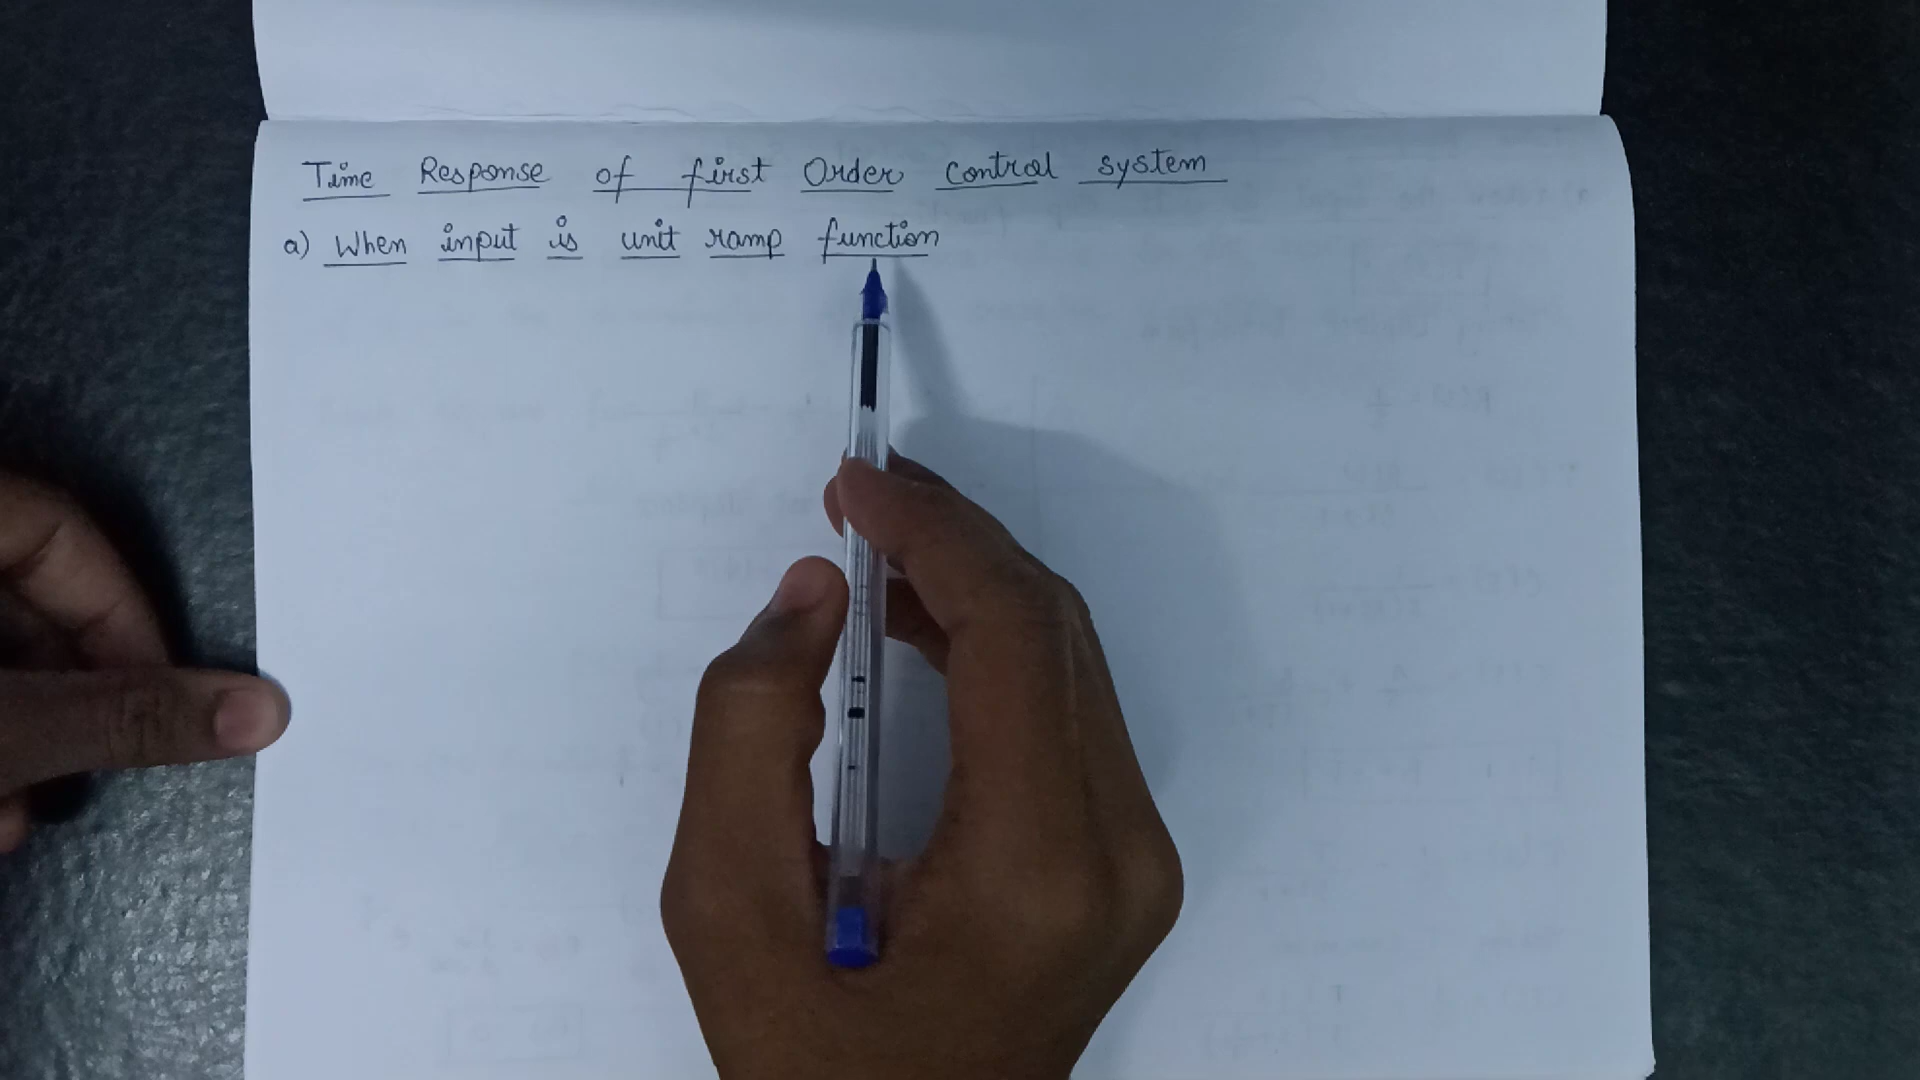 Time Response of first Order control system
a) When input is unit ramp function